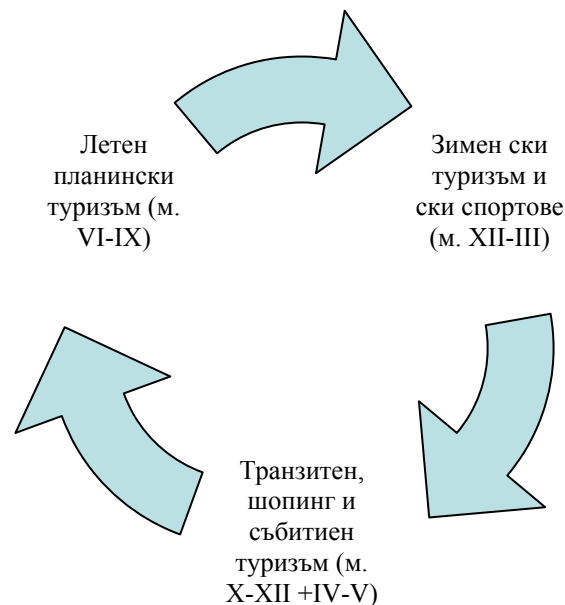 Летен
планински
туризъм (м.
VI-IX)
Зимен ски
туризъм и
ски спортове
(м. XII-III)
Транзитен,
шопинг и
събитиен
туризъм (м.
X-XII +IV-V)